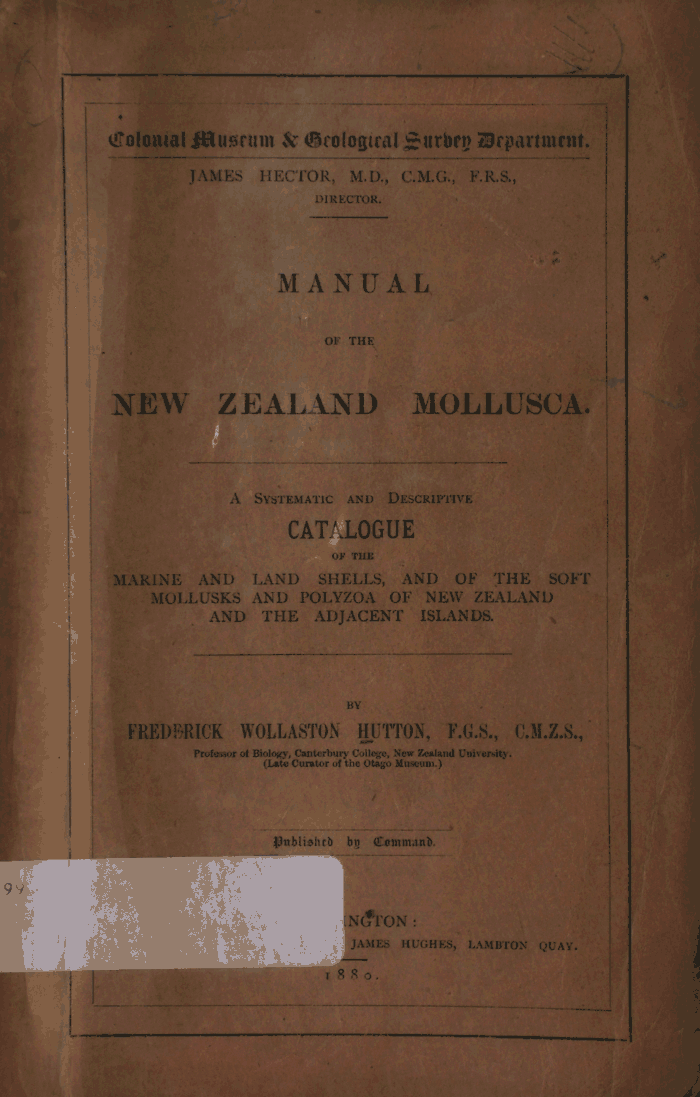 Colonial Museum & Geological Survey Department.
JAMES HECTOR, M.D., C.M.G., F.R.S.,
DIRECTOR.
MANUAL
OF THE
NEW ZEALAND MOLLUSCA.
A SYSTEMATIC AND DESCRIPTIVE
CATALOGUE
OF THE
MARINE AND LAND SHELLS, AND OF THE SOFT
MOLLUSKS AND POLYZOA OF NEW ZEALAND
AND THE ADJACENT ISLANDS.
BY
FREDERICK WOLLASTON HUTTON, F.G.S., C.M.Z.S.,
Professor of Biology, Canterbury College, New Zealand University.
(Late Curator of the Otago Museum.)
Published by Command.
99
NGTON:
JAMES HUGHES, LAMBTON QUAY.
1880.